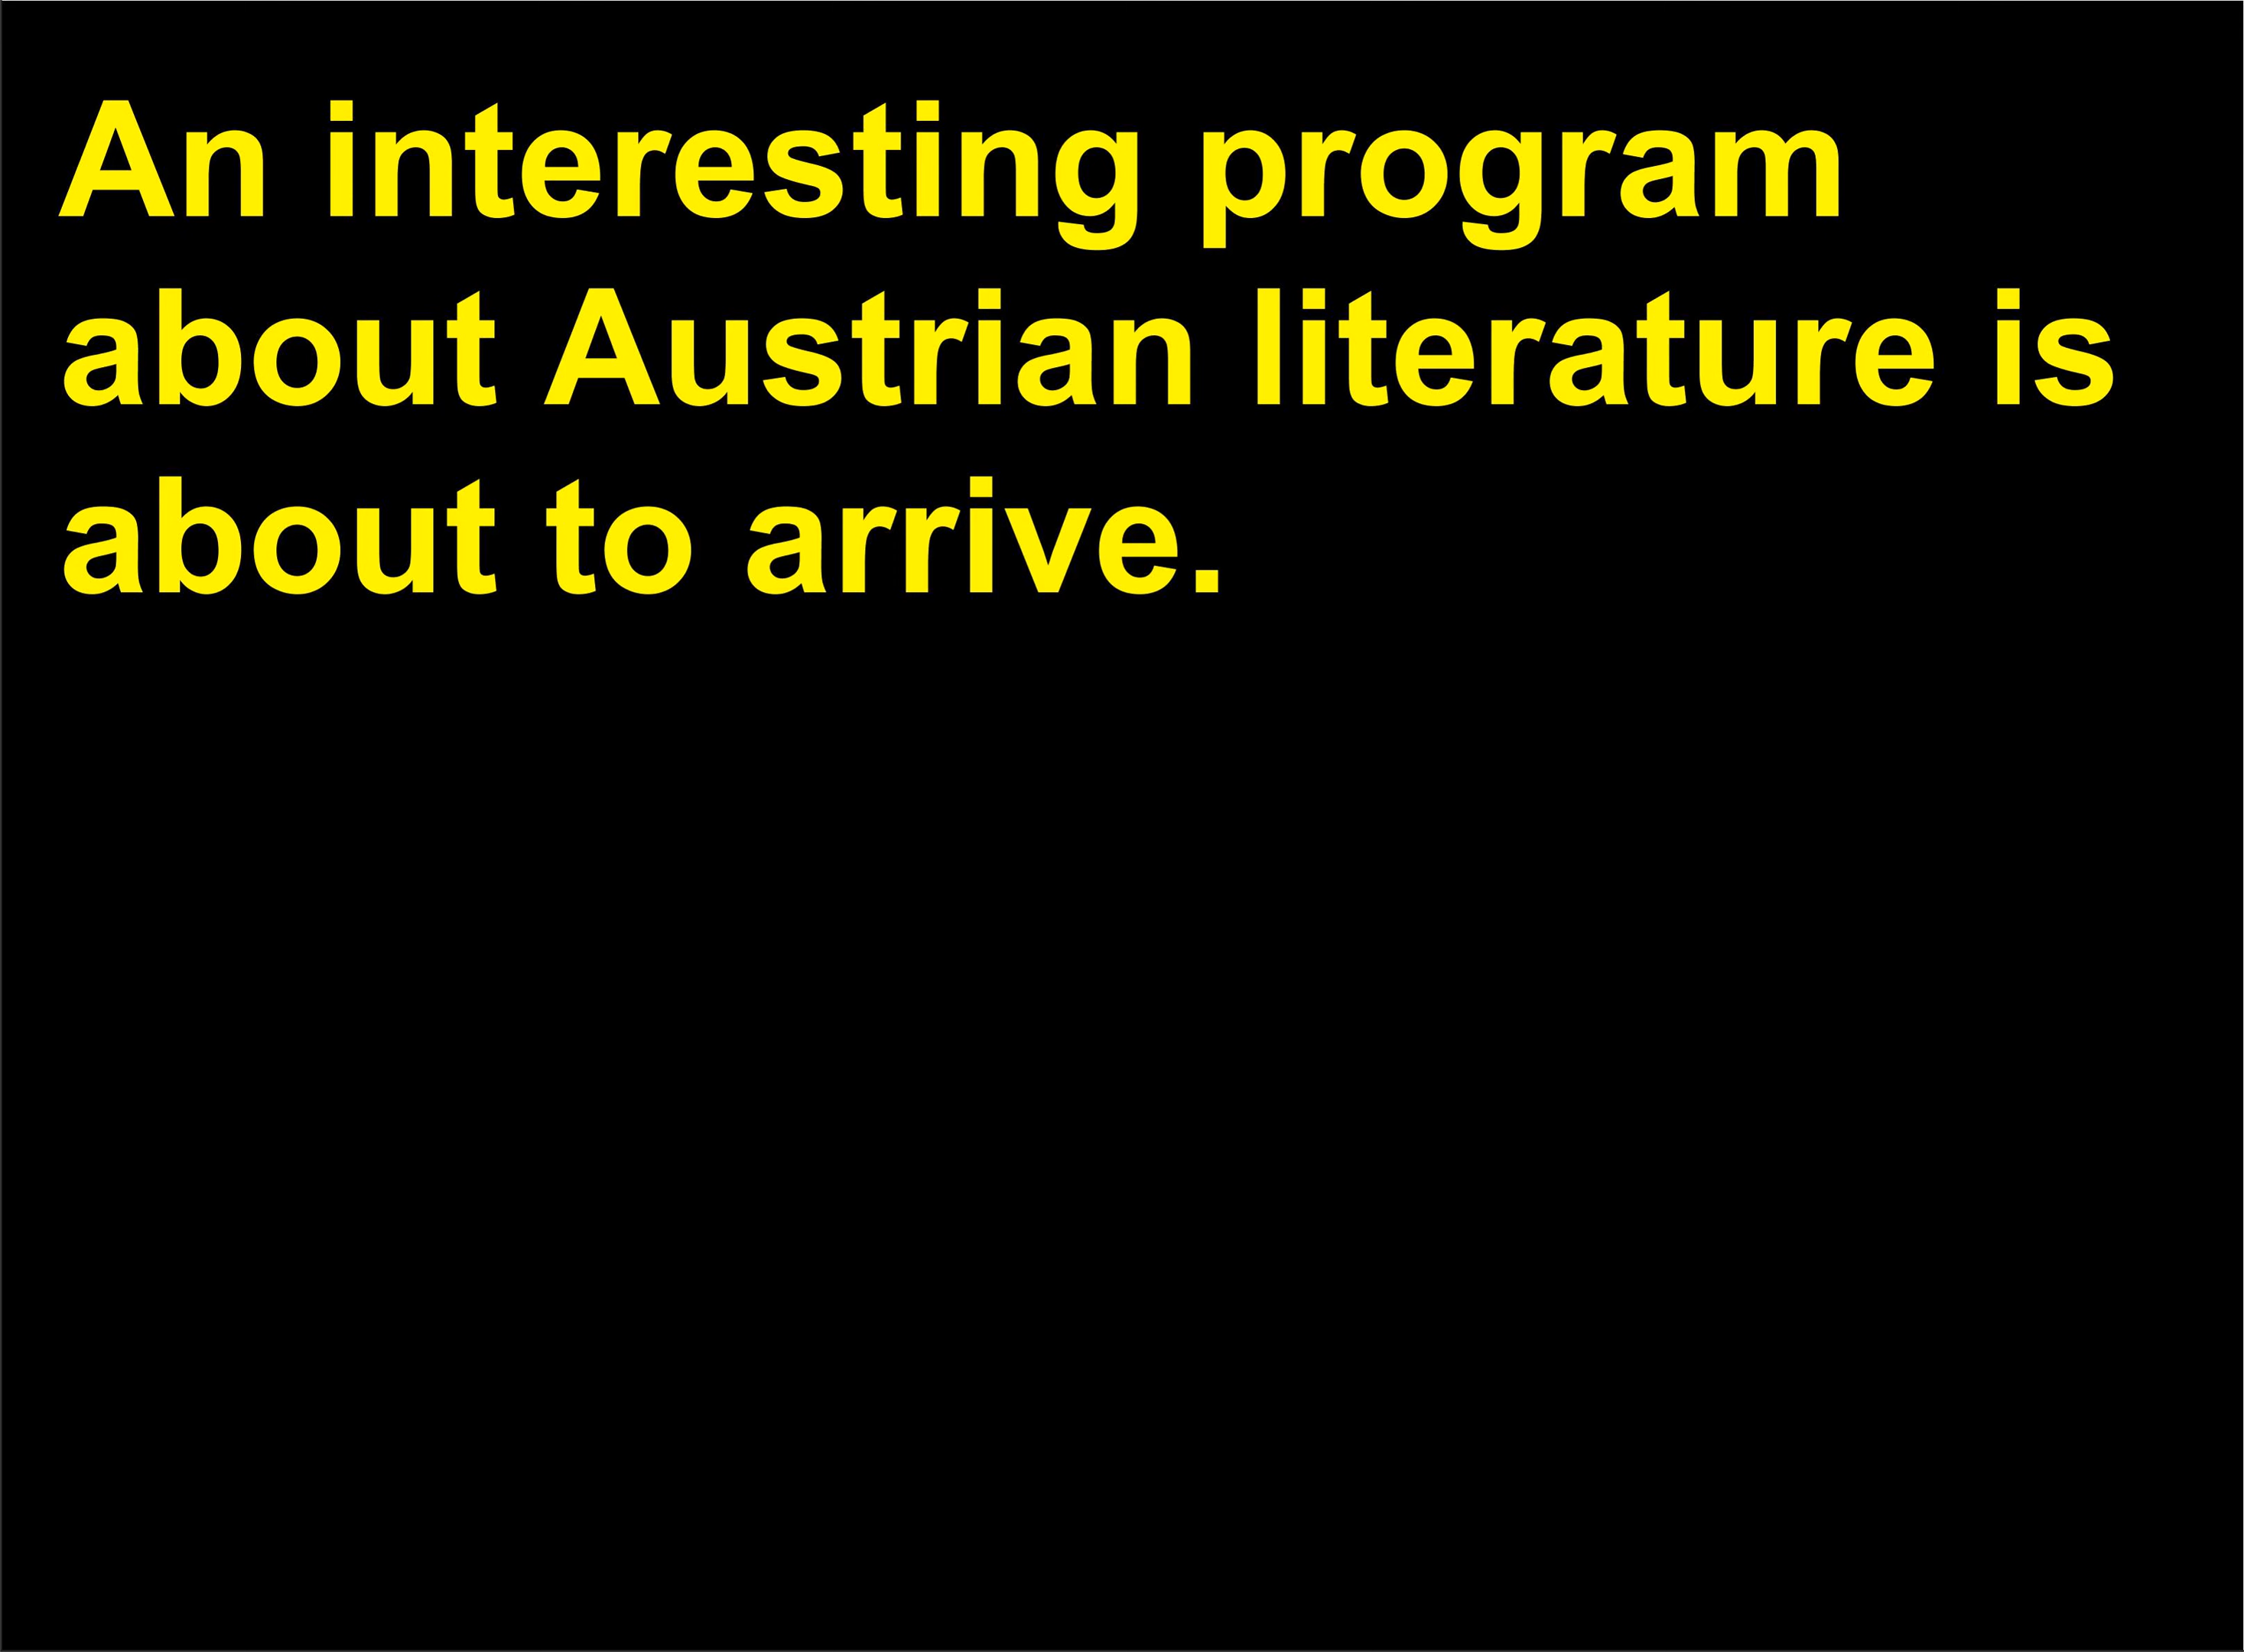 An interesting program
about Austrian literature is
about to arrive.